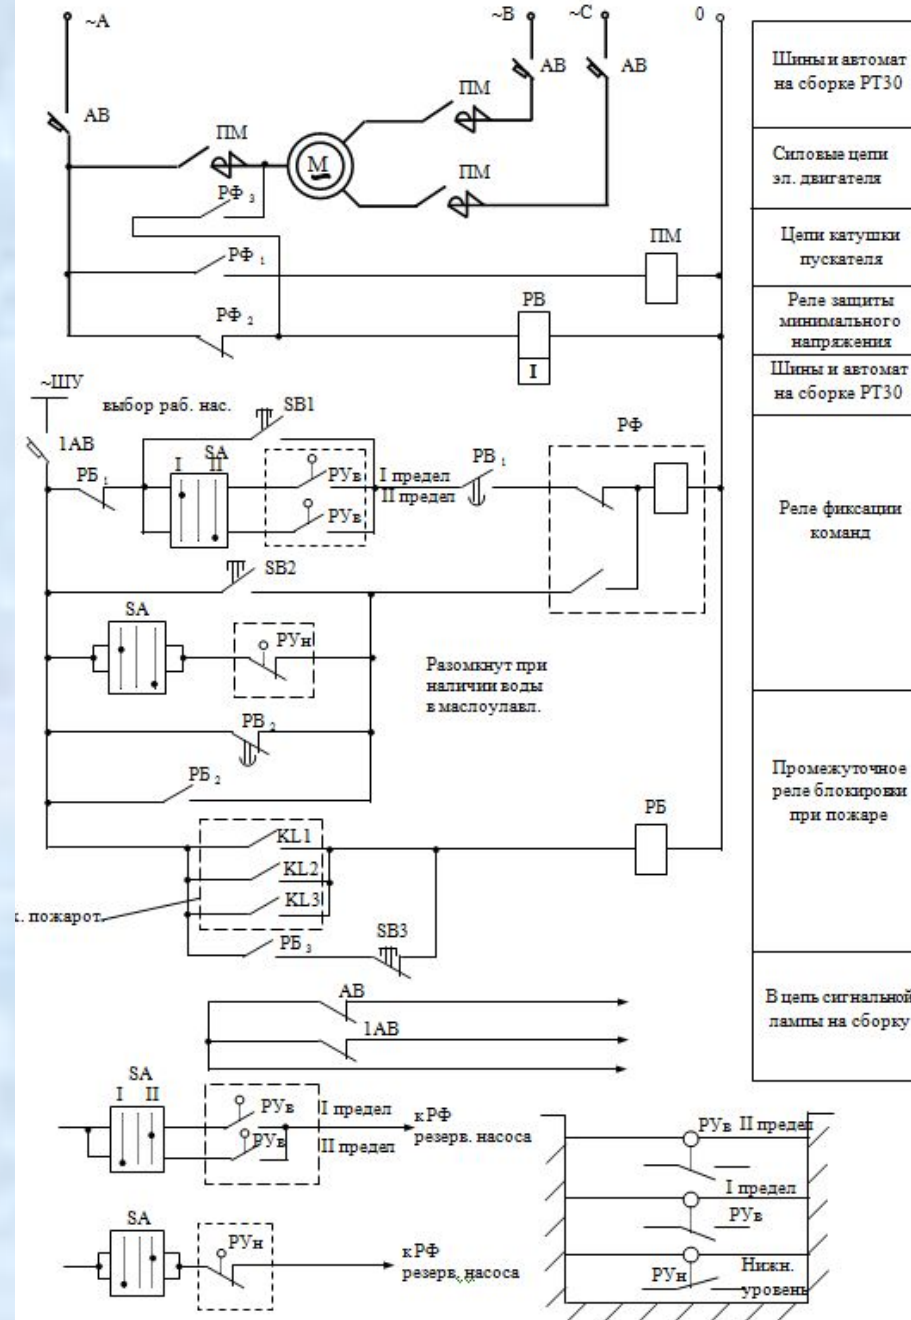 ~А
~В
~С
0
АВ
АВ
АВ
ПМ
ПМ
ПМ
М
РФ 3
РФ 1
ПМ
РФ 2
РВ
I
Шины и автомат
на сборке РТ30
Силовые цепи
эл. двигателя
Цепи катушки
пускателя
Реле защиты
минимального
напряжения
Шины и автомат
на сборке РТ30
~ШУ
выбор раб. нас.
SB1
1АВ
РБ 1
SA
I II
РУв
РУв
I предел
II предел
РВ 1
РФ
Реле фиксации
команд
SB2
SA
РУн
Разомкнут при
наличии воды
в маслоулавл.
РВ 2
РБ 2
KL1
KL2
KL3
РБ
Промежуточное
реле блокировки
при пожаре
. пожарот.
РБ 3
SB3
АВ
1АВ
В цепь сигнальной
лампы на сборку
SA
I II
РУв
РУв
I предел
II предел
к РФ
резерв. насоса
SA
РУн
к РФ
резерв. насоса
РУв II предел
I предел
РУв
РУн
Нижн.
уровень